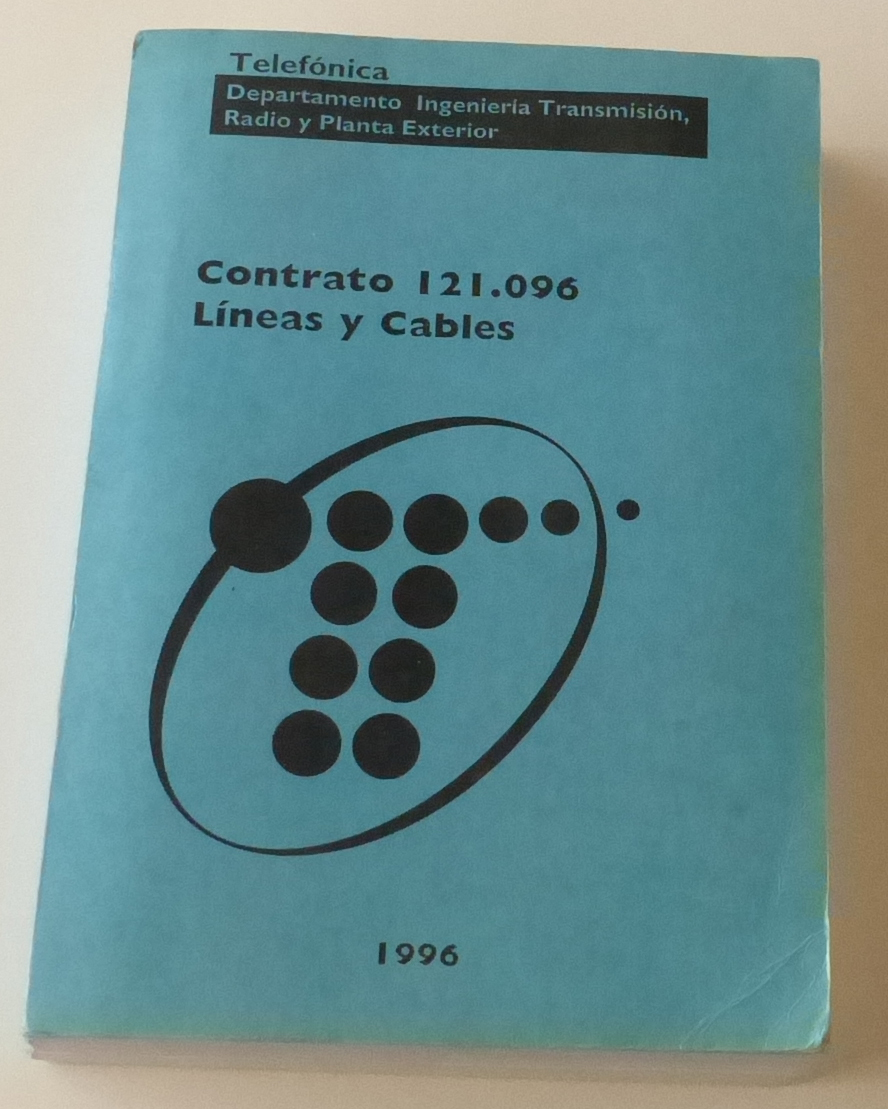 Telefónica
Departamento Ingeniería Transmisión,
Radio y Planta Exterior
Contrato 121.096
Líneas y Cables
1996